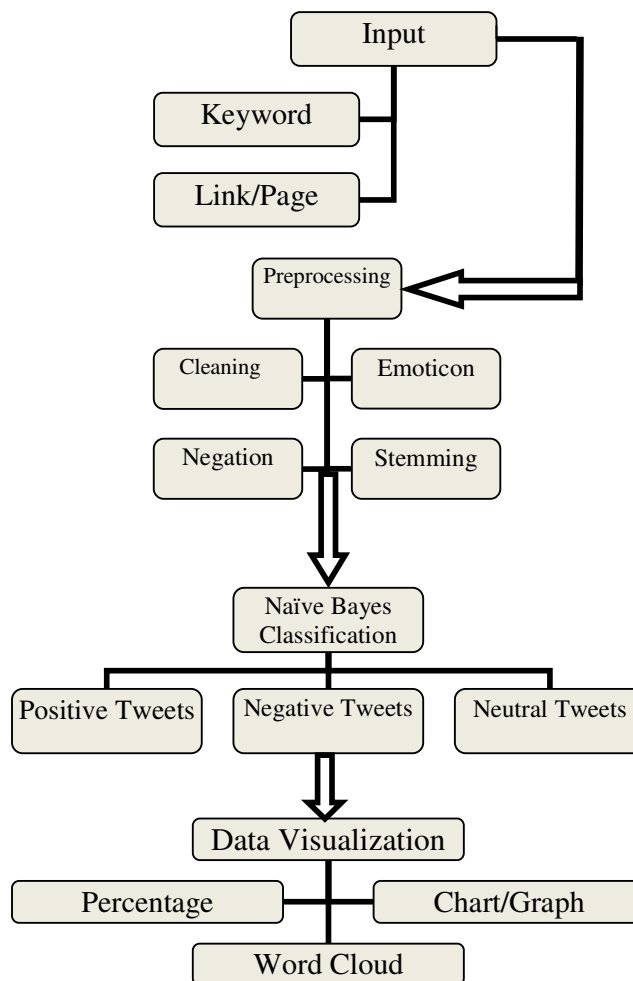 Input
Keyword
Link/Page
Preprocessing
Cleaning
Emoticon
Negation
Stemming
Naïve Bayes
Classification
Positive Tweets
Negative Tweets
Neutral Tweets
Data Visualization
Percentage
Chart/Graph
Word Cloud